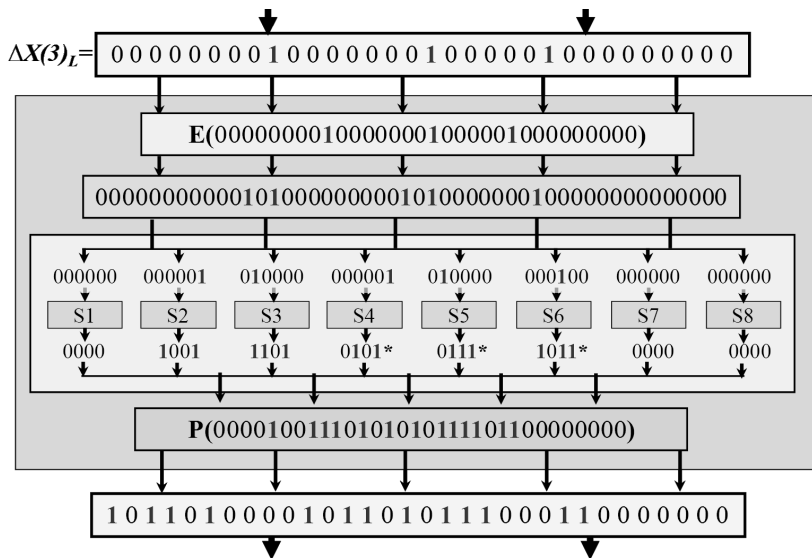 ΔX(3)L= 0 0 0 0 0 0 0 0 1 0 0 0 0 0 0 0 1 0 0 0 0 0 1 0 0 0 0 0 0 0 0 0
E(00000000100000001000001000000000)
000000000001010000000001010000000100000000000000
000000 000001 010000 000001 010000 000100 000000 000000
S1 S2 S3 S4 S5 S6 S7 S8
0000 1001 1101 0101* 0111* 1011* 0000 0000
P(00001001110101010111101100000000)
1 0 1 1 0 1 0 0 0 0 1 0 1 1 0 1 0 1 1 1 0 0 0 1 1 0 0 0 0 0 0 0